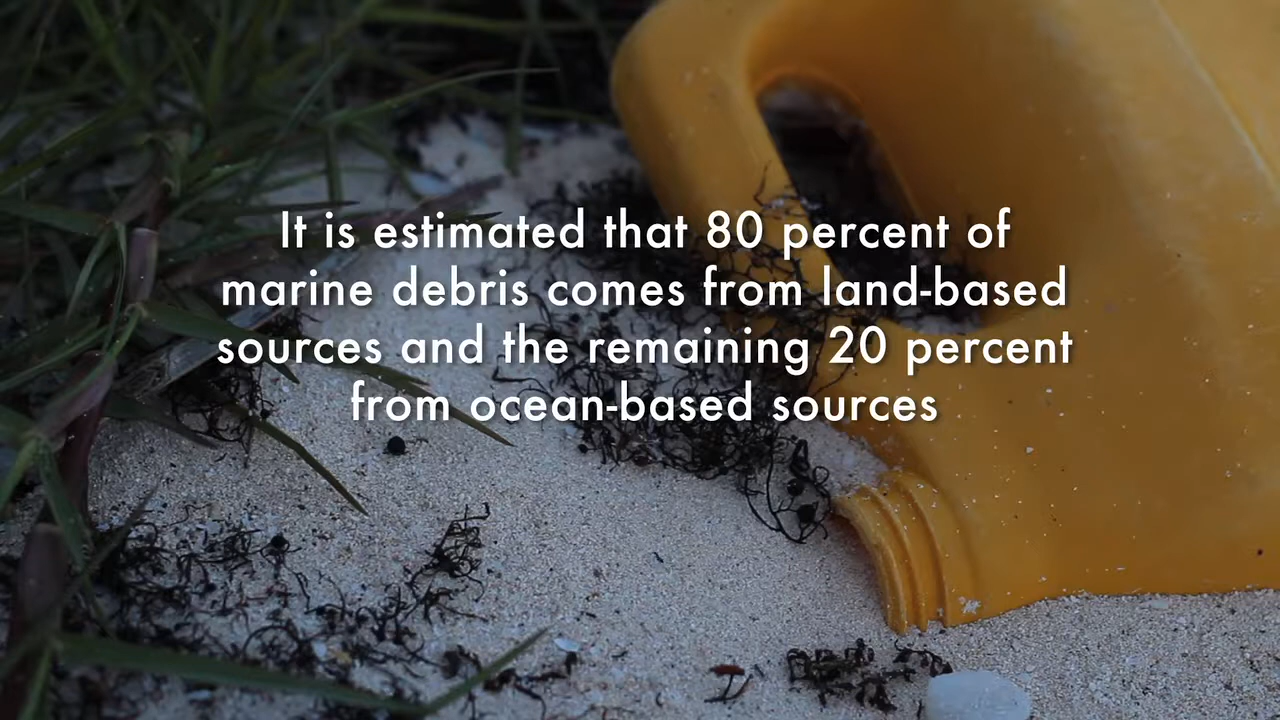 It is estimated that 80 percent of
marine debris comes from land-based
sources and the remaining 20 percent
from ocean-based sources